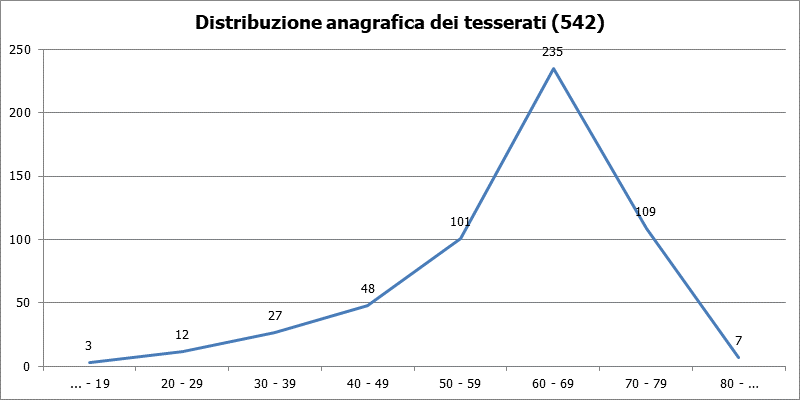 Distribuzione anagrafica dei tesserati (542)
250
200
150
100
50
0
3
12
27
48
101
235
109
7
... - 19
20 - 29
30 - 39
40 - 49
50 - 59
60 - 69
70 - 79
80 - ...